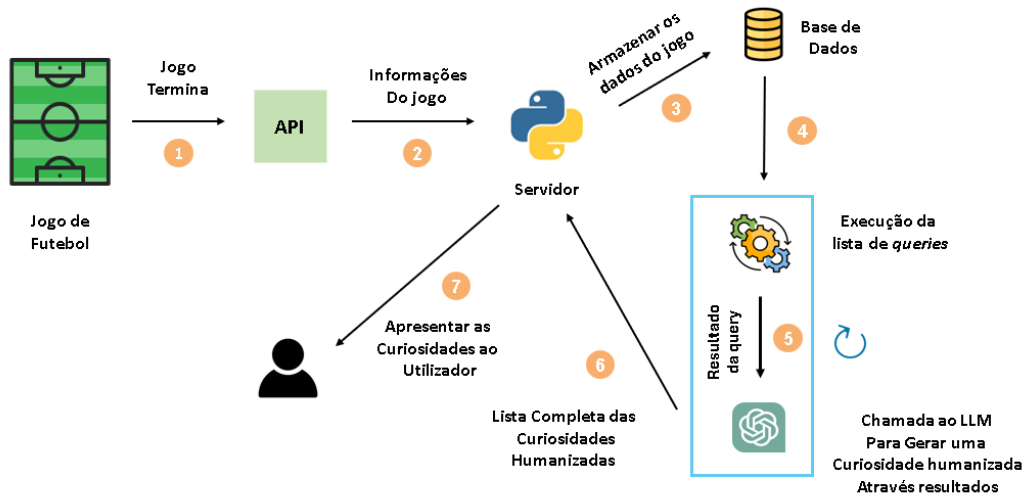 Jogo
Termina
1
Jogo de
Futebol
API
Informações
Do jogo
2
Servidor
Armazenar os
dados do jogo
3
Base de
Dados
4
Execução da
lista de queries
Resultado
da query
5
Chamada ao LLM
Para Gerar uma
Curiosidade humanizada
Através resultados
6
Lista Completa das
Curiosidades
Humanizadas
7
Apresentar as
Curiosidades ao
Utilizador